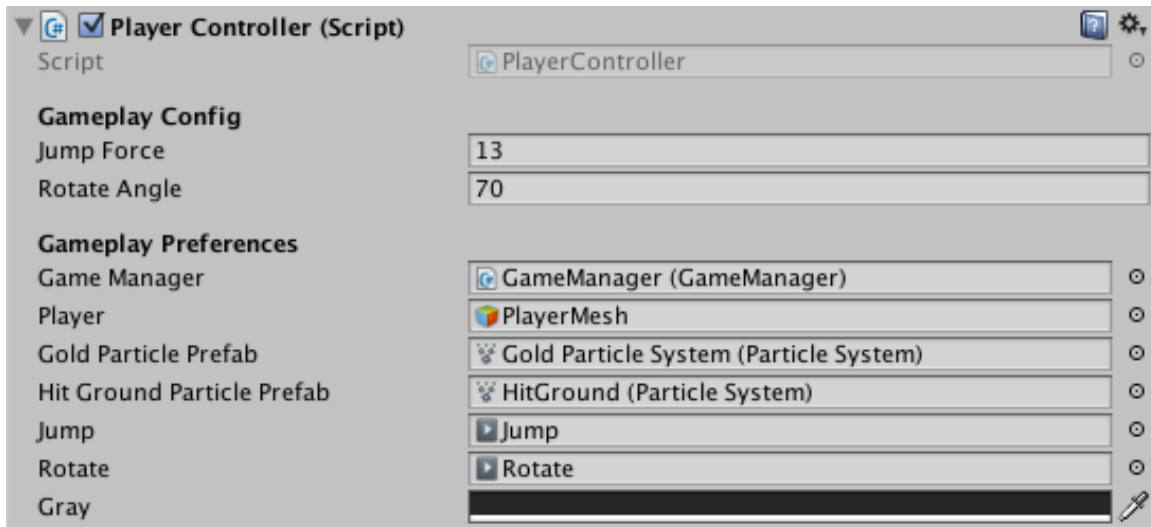 Player Controller (Script)
Script PlayerController
Gameplay Config
Jump Force 13
Rotate Angle 70
Gameplay Preferences
Game Manager GameManager (GameManager)
Player PlayerMesh
Gold Particle Prefab Gold Particle System (Particle System)
Hit Ground Particle Prefab HitGround (Particle System)
Jump Jump
Rotate Rotate
Gray